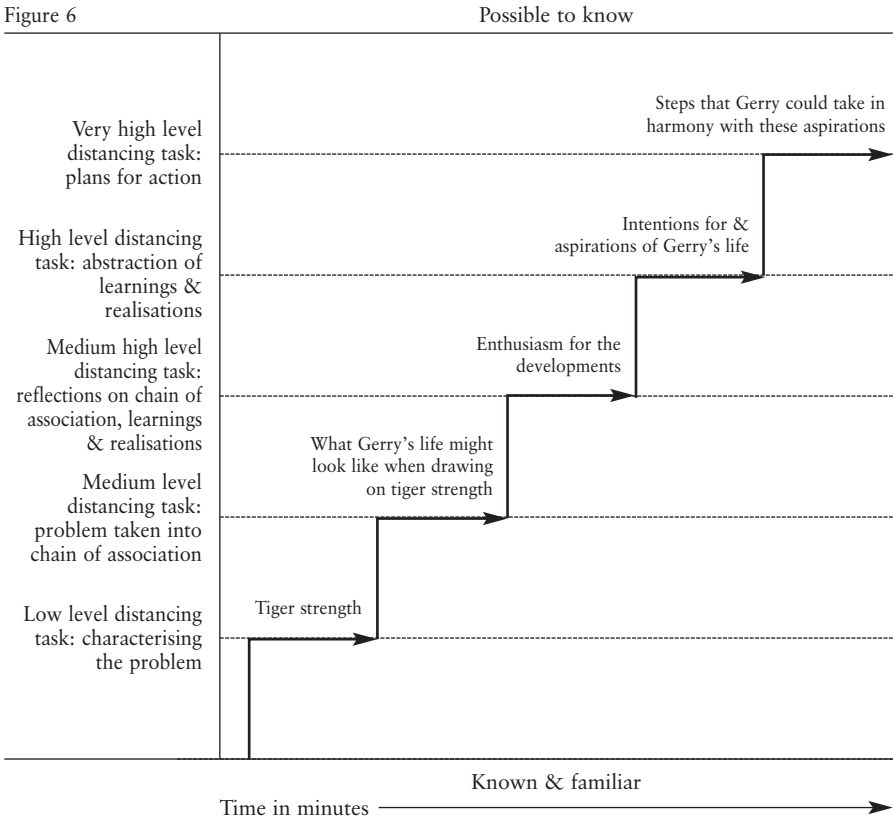 Figure 6
Possible to know
Steps that Gerry could take in
harmony with these aspirations
Very high level
distancing task:
plans for action
Intentions for &
aspirations of Gerry’s life
High level distancing
task: abstraction of
learnings &
realisations
Enthusiasm for the
developments
Medium high level
distancing task:
reflections on chain of
association, learnings
& realisations
What Gerry’s life might
look like when drawing
on tiger strength
Medium level
distancing task:
problem taken into
chain of association
Tiger strength
Low level distancing
task: characterising
the problem
Known & familiar
Time in minutes